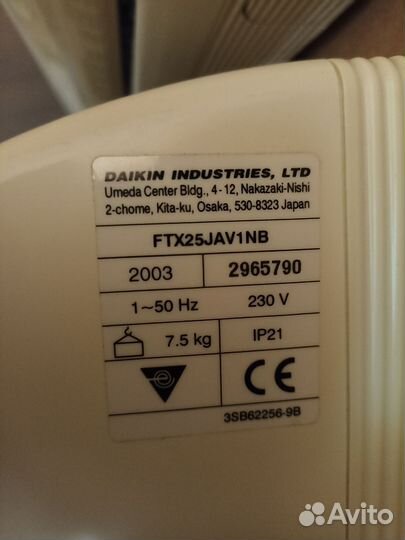 DAIKIN INDUSTRIES, LTD
Umeda Center Bldg., 4-12, Nakazaki-Nishi
2-chome, Kita-ku, Osaka, 530-8323 Japan
FTX25JAV1NB
2003 2965790
1~50 Hz 230 V
7.5 kg IP21
CE
3SB62256-9B
Avito